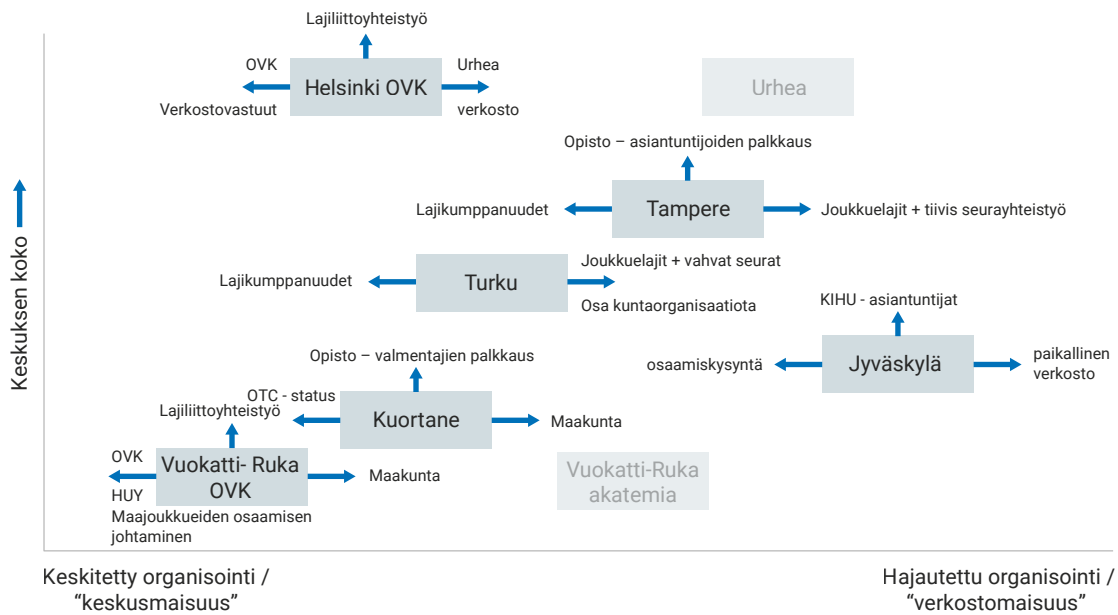 Lajiliittoyhteistyö
OVK
Helsinki OVK
Urhea
Verkostovastuut
verkosto
Urhea
Opisto – asiantuntijoiden palkkaus
Lajikumppanuudet
Tampere
Joukkuelajit + tiivis seurayhteistyö
Keskuksen koko
Lajikumppanuudet
Turku
Joukkuelajit + vahvat seurat
Osa kuntaorganisaatiota
KIHU - asiantuntijat
osaamiskysyntä
Jyväskylä
paikallinen
verkosto
Opisto – valmentajien palkkaus
OTC - status
Kuortane
Maakunta
Lajiliittoyhteistyö
OVK
Vuokatti- Ruka
OVK
Maakunta
HUY
Maajoukkueiden osaamisen
johtaminen
Vuokatti-Ruka
akatemia
Keskitetty organisointi /
“keskusmaisuus”
Hajautettu organisointi /
“verkostomaisuus”